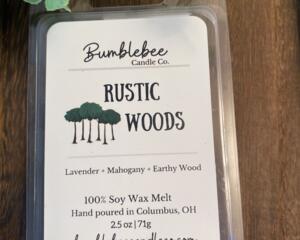 Bumblebee
Candle Co.
RUSTIC
WOODS
Lavender + Mahogany + Earthy Wood
100% Soy Wax Melt
Hand poured in Columbus, OH
2.5 oz | 71g